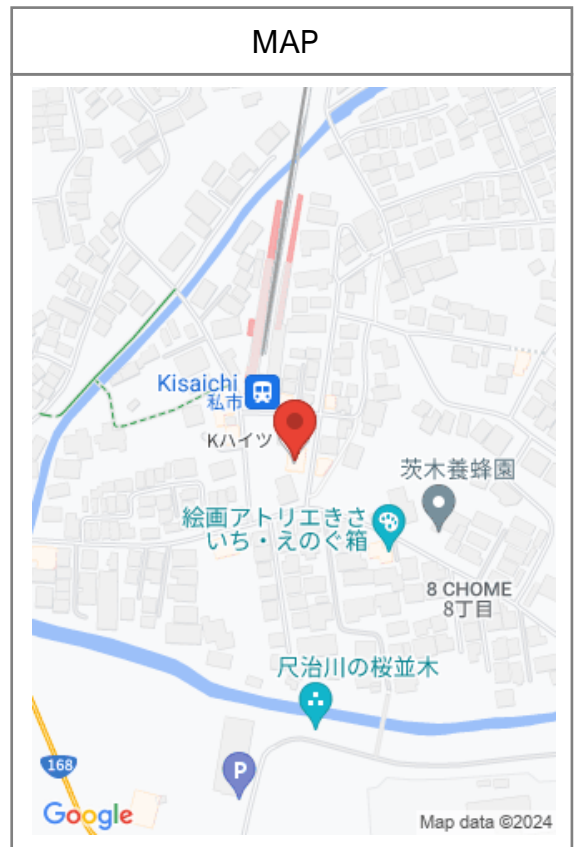 MAP
Kisaichi
私市
Kハイツ
茨木養蜂園
絵画アトリエきさ
いち・えのぐ箱
8 CHOME
8丁目
尺治川の桜並木
168
P
Google
Map data ©2024